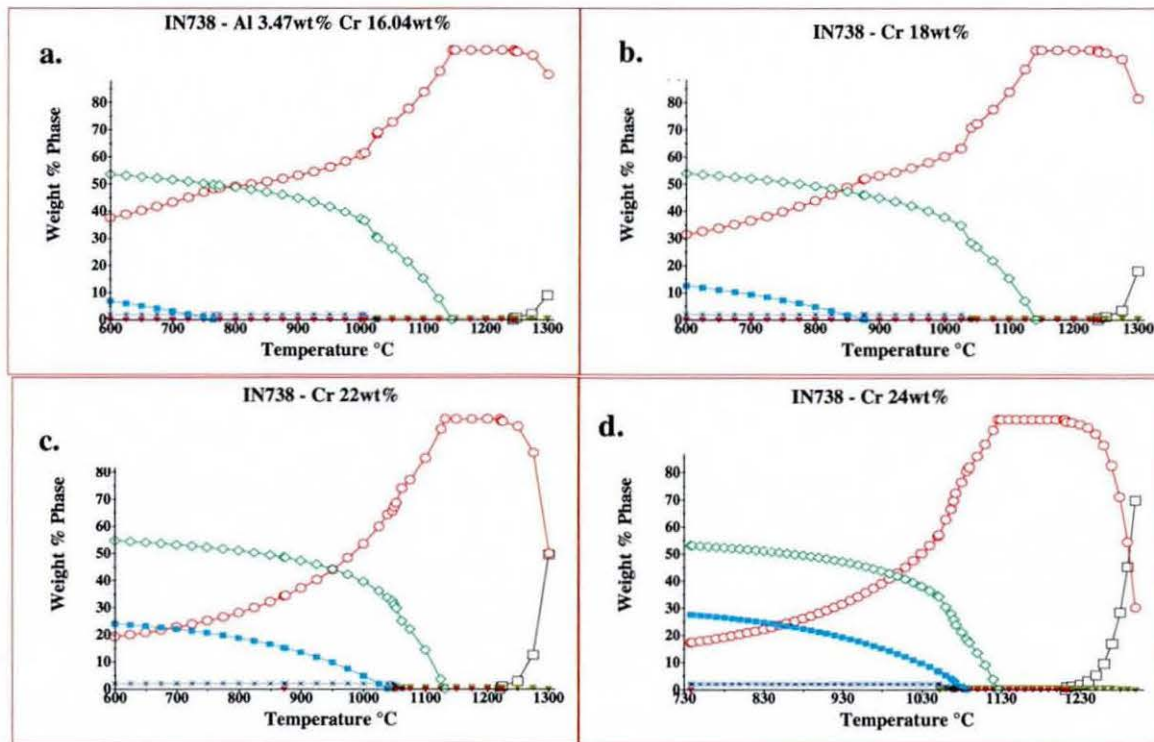 IN738 - Al 3.47wt% Cr 16.04wt%
a.
Weight % Phase
80
70
60
50
40
30
20
10
0
600 700 800 900 1000 1100 1200 1300
Temperature °C
IN738 - Cr 18wt%
b.
Weight % Phase
80
70
60
50
40
30
20
10
0
600 700 800 900 1000 1100 1200 1300
Temperature °C
IN738 - Cr 22wt%
c.
Weight % Phase
80
70
60
50
40
30
20
10
0
600 700 800 900 1000 1100 1200 1300
Temperature °C
IN738 - Cr 24wt%
d.
Weight % Phase
80
70
60
50
40
30
20
10
0
730 830 930 1030 1130 1230
Temperature °C